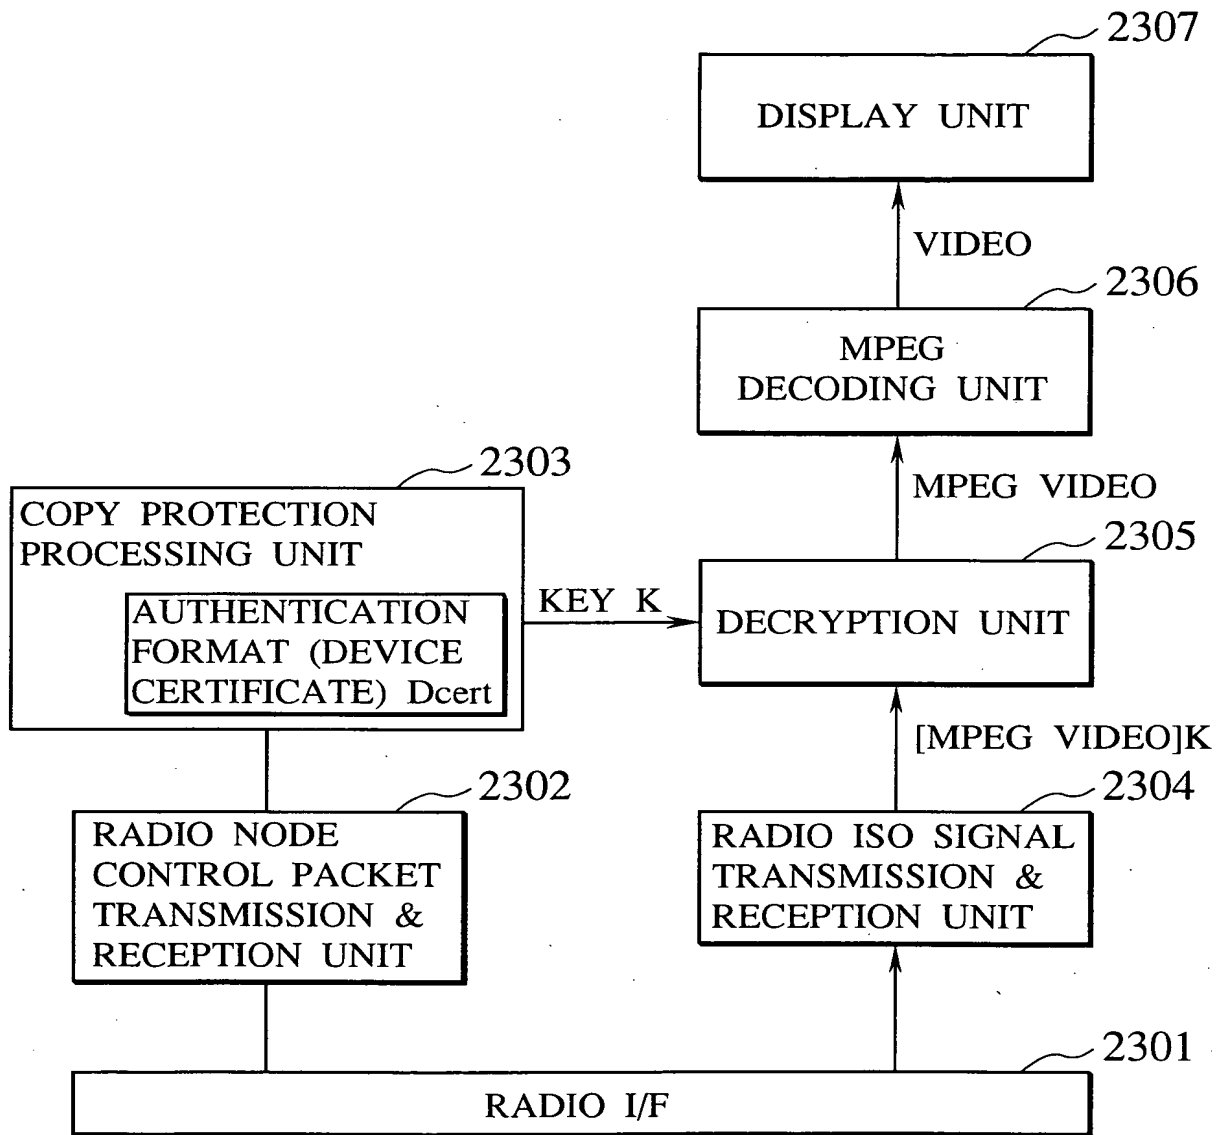 2307
DISPLAY UNIT
VIDEO
2306
MPEG
DECODING UNIT
MPEG VIDEO
2303
COPY PROTECTION
PROCESSING UNIT
AUTHENTICATION
FORMAT (DEVICE
CERTIFICATE) Dcert
KEY K
2305
DECRYPTION UNIT
[MPEG VIDEO]K
2302
RADIO NODE
CONTROL PACKET
TRANSMISSION &
RECEPTION UNIT
2304
RADIO ISO SIGNAL
TRANSMISSION &
RECEPTION UNIT
2301
RADIO I/F